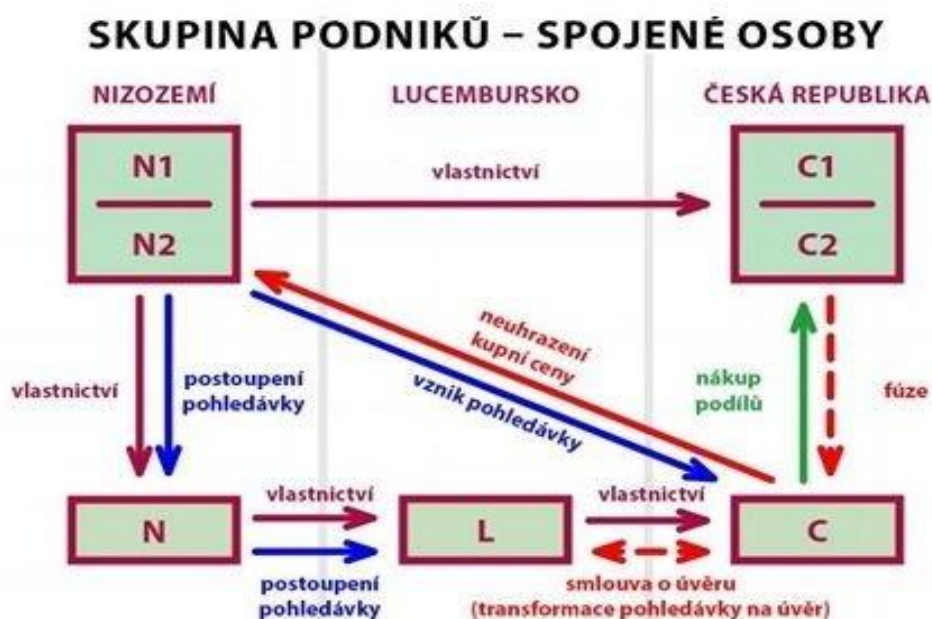 SKUPINA PODNIKŮ – SPOJENÉ OSOBY
NIZOZEMÍ
LUCEMBURSKO
ČESKÁ REPUBLIKA
N1
N2
vlastnictví
C1
C2
vlastnictví
postoupení
pohledávky
neuhrazení
kupní ceny
vznik pohledávky
nákup
podílů
fúze
N
vlastnictví
postoupení
pohledávky
L
vlastnictví
smlouva o úvěru
(transformace pohledávky na úvěr)
C